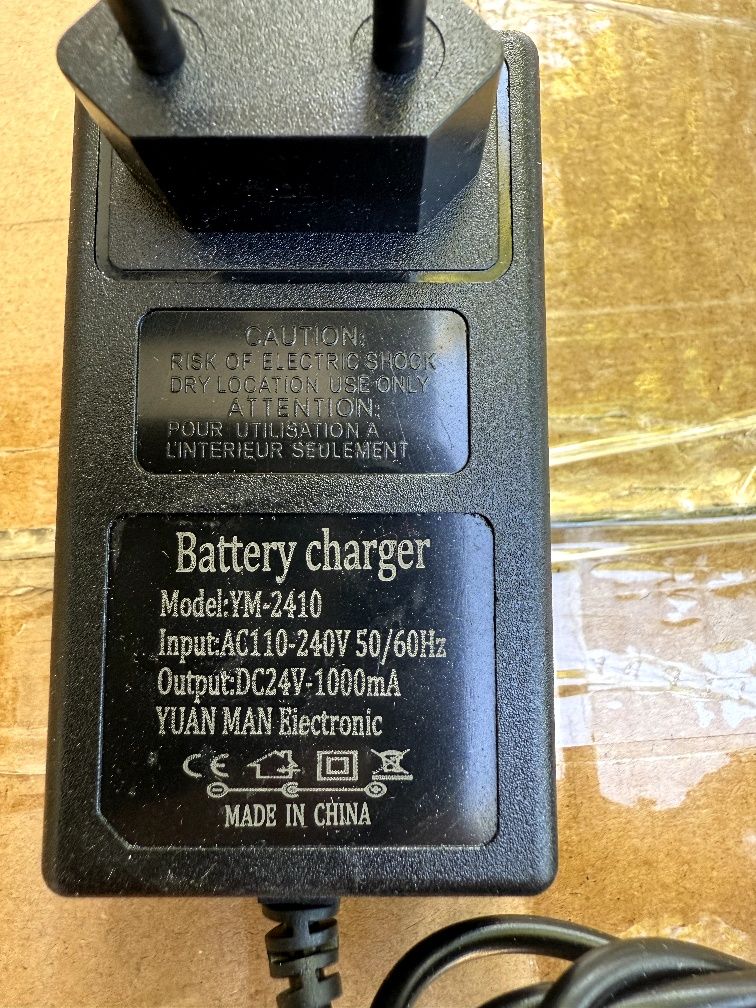 CAUTION:
RISK OF ELECTRIC SHOCK
DRY LOCATION USE ONLY
ATTENTION:
POUR UTILISATION A
L'INTERIEUR SEULEMENT
Battery charger
Model:YM-2410
Input:AC110-240V 50/60Hz
Output:DC24V-1000mA
YUAN MAN Eiectronic
CE
MADE IN CHINA